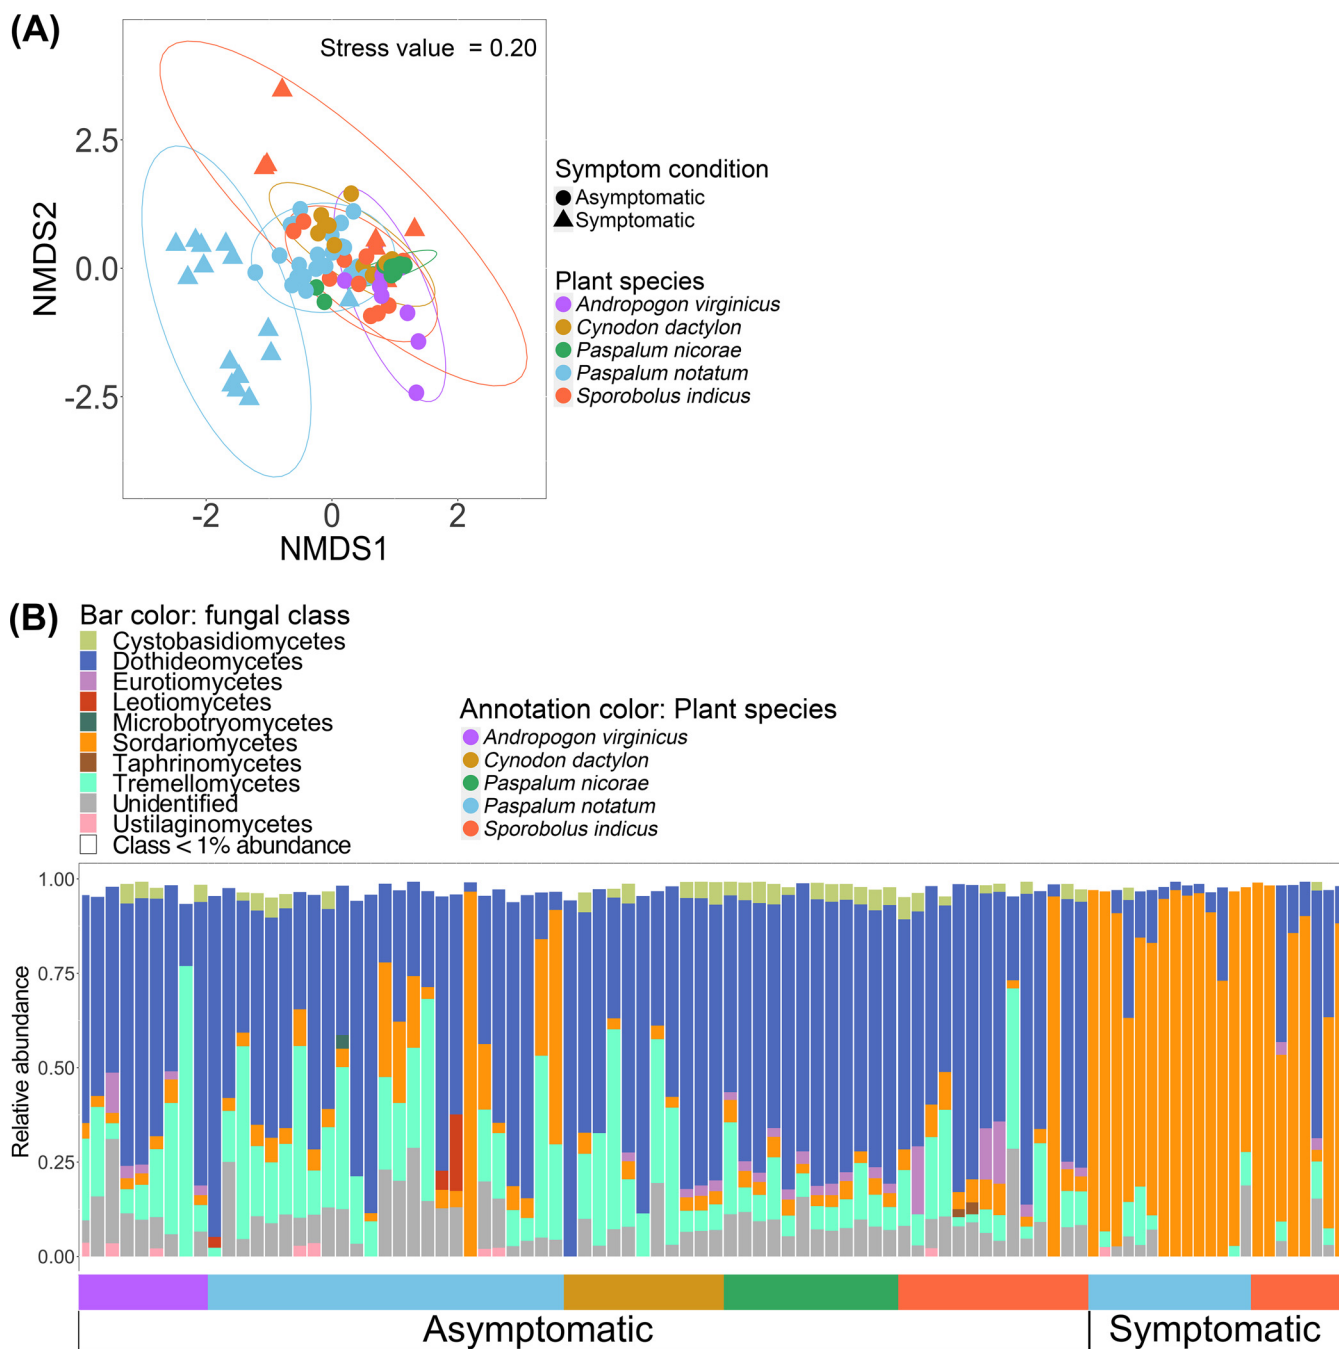 (A)
Stress value = 0.20
2.5
0.0
-2.5
NMDS2
-2
0
2
NMDS1
Symptom condition
Asymptomatic
Symptomatic
Plant species
Andropogon virginicus
Cynodon dactylon
Paspalum nicorae
Paspalum notatum
Sporobolus indicus
(B)
Bar color: fungal class
Cystobasidiomycetes
Dothideomycetes
Eurotiomycetes
Leotiomycetes
Microbotryomycetes
Sordariomycetes
Taphrinomycetes
Tremellomycetes
Unidentified
Ustilaginomycetes
Class < 1% abundance
Annotation color: Plant species
Andropogon virginicus
Cynodon dactylon
Paspalum nicorae
Paspalum notatum
Sporobolus indicus
1.00
0.75
0.50
0.25
0.00
Relative abundance
Asymptomatic
Symptomatic